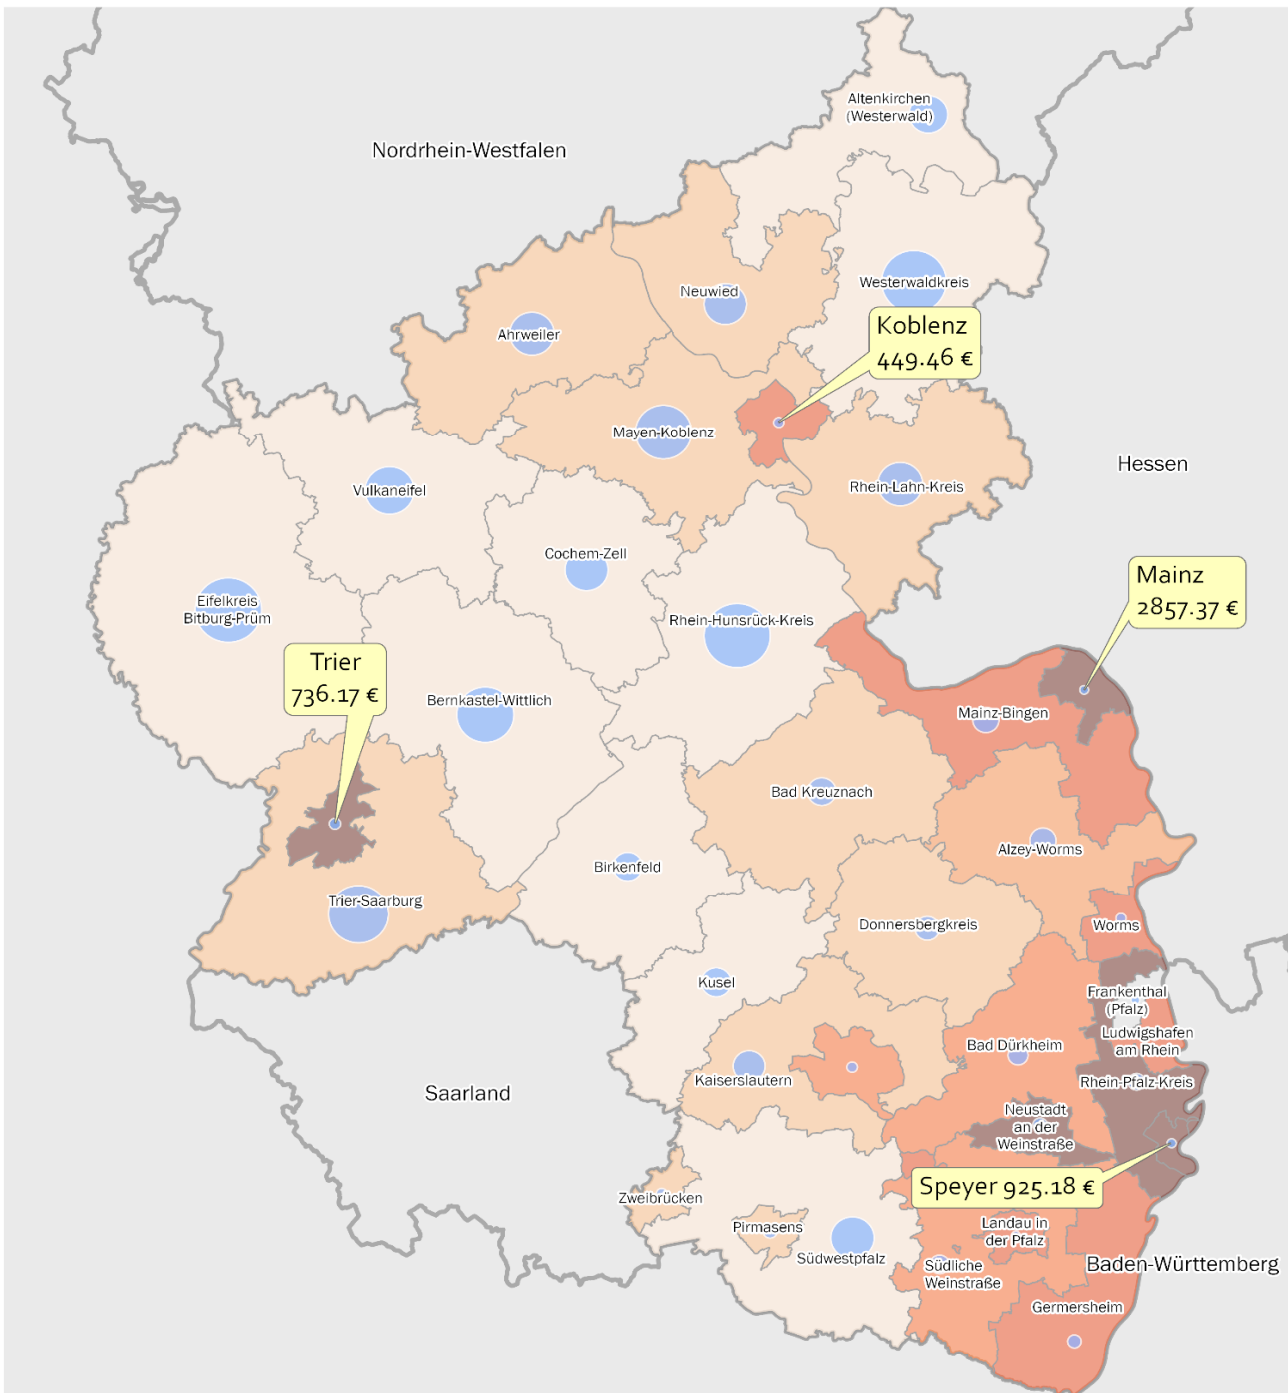 Altenkirchen
(Westerwald)
Nordrhein-Westfalen
Westerwaldkreis
Neuwied
Koblenz
449.46 €
Ahrweiler
Mayen-Koblenz
Hessen
Rhein-Lahn-Kreis
Vulkaneifel
Cochem-Zell
Mainz
2857.37 €
Eifelkreis
Bitburg-Prüm
Rhein-Hunsrück-Kreis
Trier
736.17 €
Bernkastel-Wittlich
Mainz-Bingen
Bad Kreuznach
Alzey-Worms
Birkenfeld
Trier-Saarburg
Donnersbergkreis
Worms
Kusel
Frankenthal
(Pfalz)
Ludwigshafen
am Rhein
Bad Dürkheim
Kaiserslautern
Rhein-Pfalz-Kreis
Saarland
Neustadt
an der
Weinstraße
Speyer 925.18 €
Zweibrücken
Pirmasens
Landau in
der Pfalz
Südwestpfalz
Südliche
Weinstraße
Baden-Württemberg
Germersheim